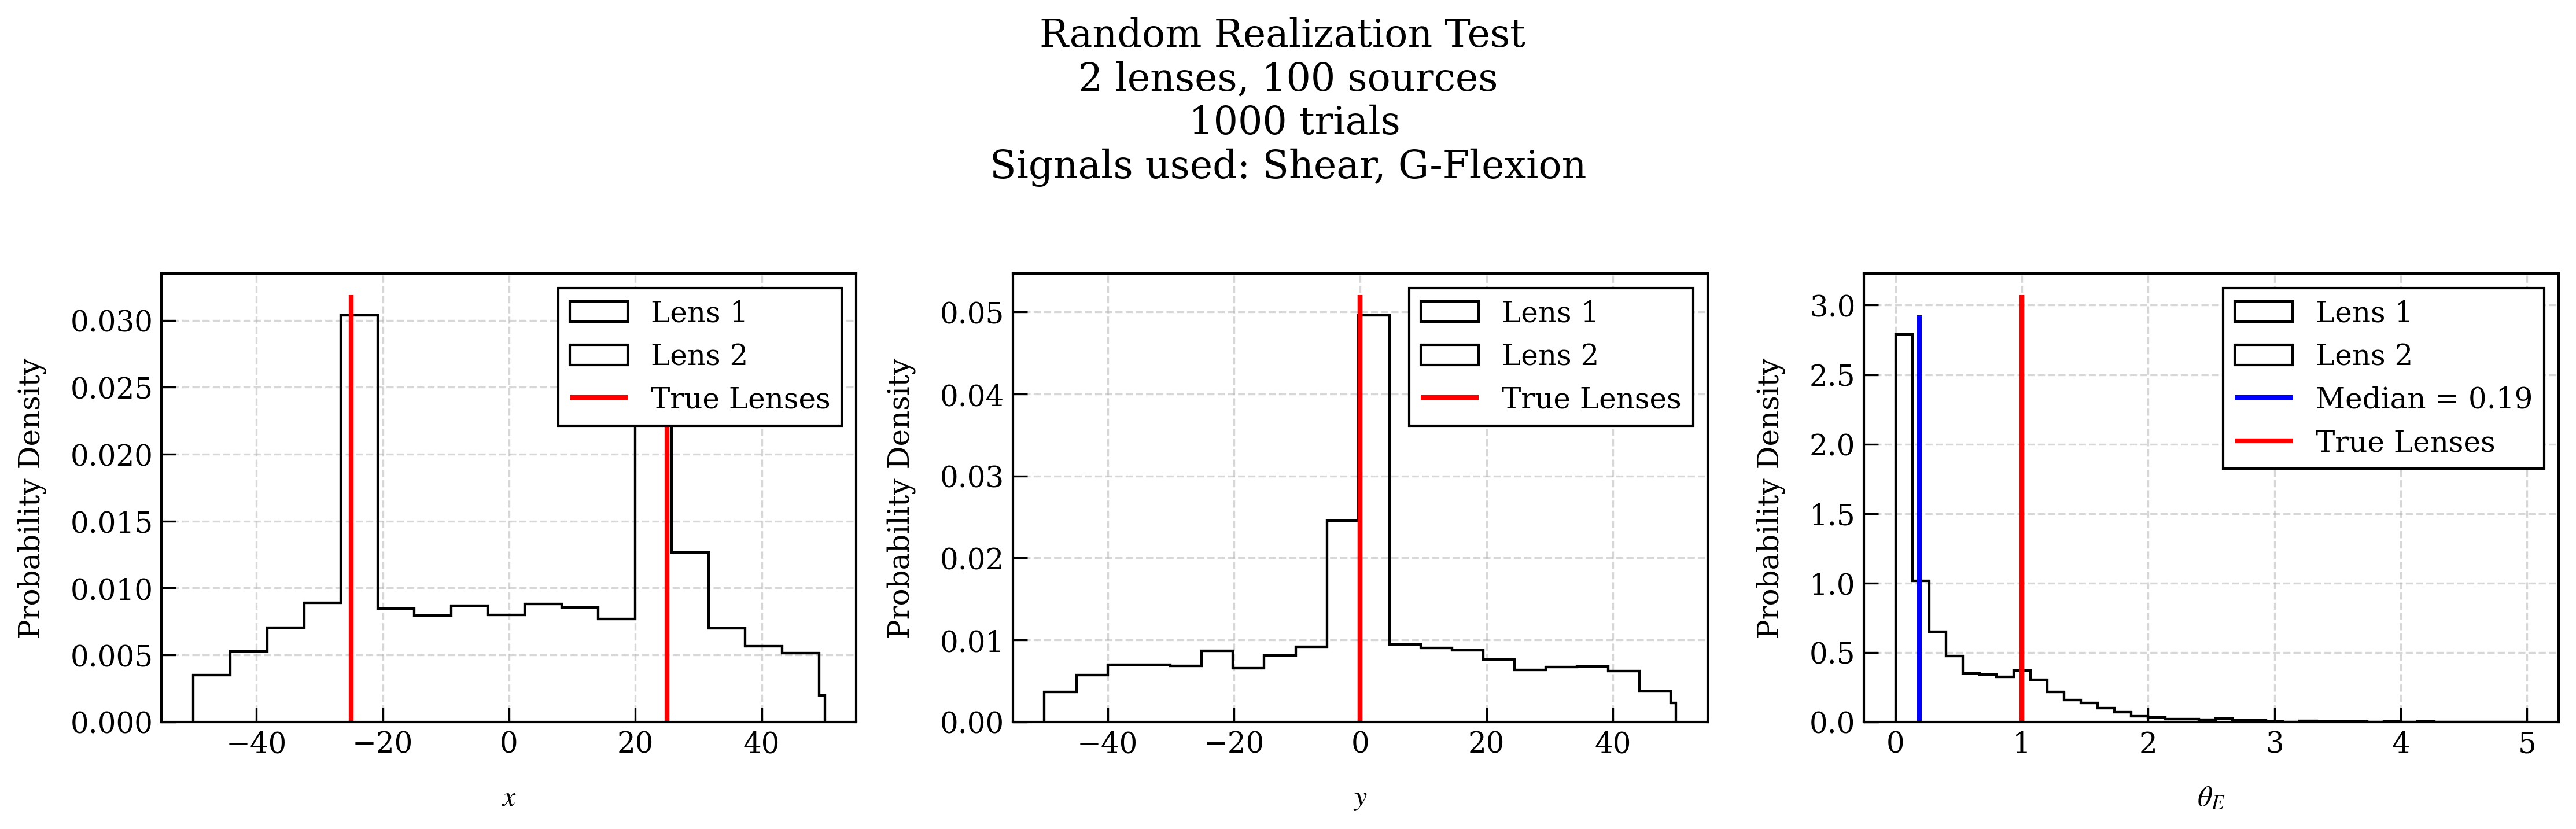 Random Realization Test
2 lenses, 100 sources
1000 trials
Signals used: Shear, G-Flexion
Probability Density
0.030
0.025
0.020
0.015
0.010
0.005
0.000
−40
−20
0
20
40
x
Lens 1
Lens 2
True Lenses
Probability Density
0.05
0.04
0.03
0.02
0.01
0.00
−40
−20
0
20
40
y
Lens 1
Lens 2
True Lenses
Probability Density
3.0
2.5
2.0
1.5
1.0
0.5
0.0
0
1
2
3
4
5
θE
Lens 1
Lens 2
Median = 0.19
True Lenses